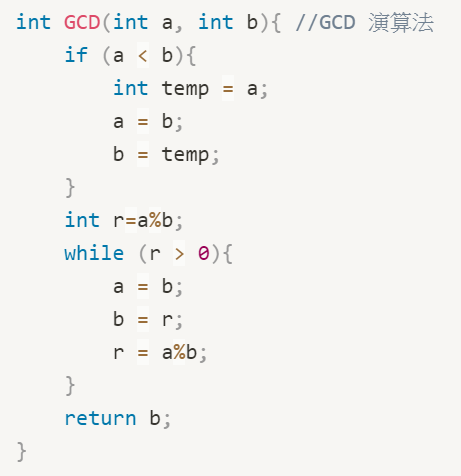 int GCD(int a, int b){ //GCD 演算法
    if (a < b){
        int temp = a;
        a = b;
        b = temp;
    }
    int r=a%b;
    while (r > 0){
        a = b;
        b = r;
        r = a%b;
    }
    return b;
}